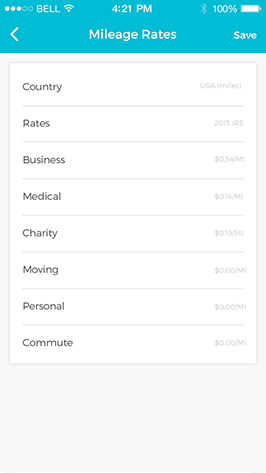 BELL 4:21 PM 100%
Mileage Rates Save
Country USA (miles)
Rates 2015 IRS
Business $0.54/MI
Medical $0.14/MI
Charity $0.19/MI
Moving $0.00/MI
Personal $0.00/MI
Commute $0.00/MI